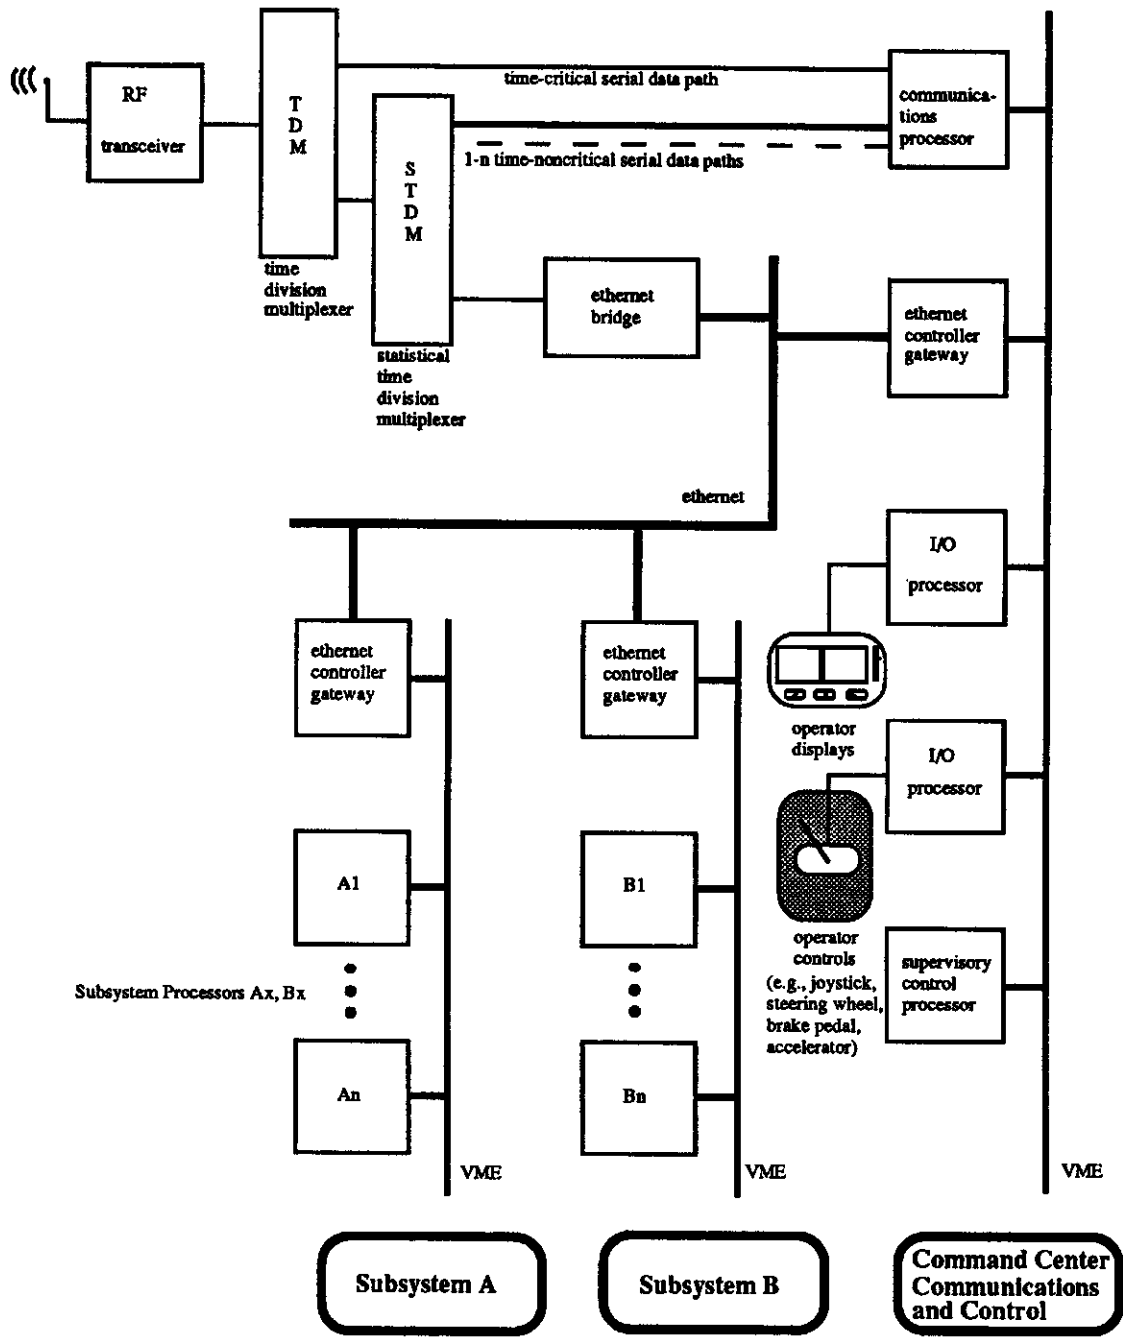 RF
transceiver
T
D
M
time
division
multiplexer
S
T
D
M
statistical
time
division
multiplexer
time-critical serial data path
1-n time-noncritical serial data paths
communica-
tions
processor
ethernet
bridge
ethernet
controller
gateway
ethernet
I/O
processor
operator
displays
I/O
processor
operator
controls
(e.g., joystick,
steering wheel,
brake pedal,
accelerator)
supervisory
control
processor
ethernet
controller
gateway
ethernet
controller
gateway
A1
B1
Subsystem Processors Ax, Bx
An
Bn
VME
VME
VME
Subsystem A
Subsystem B
Command Center
Communications
and Control